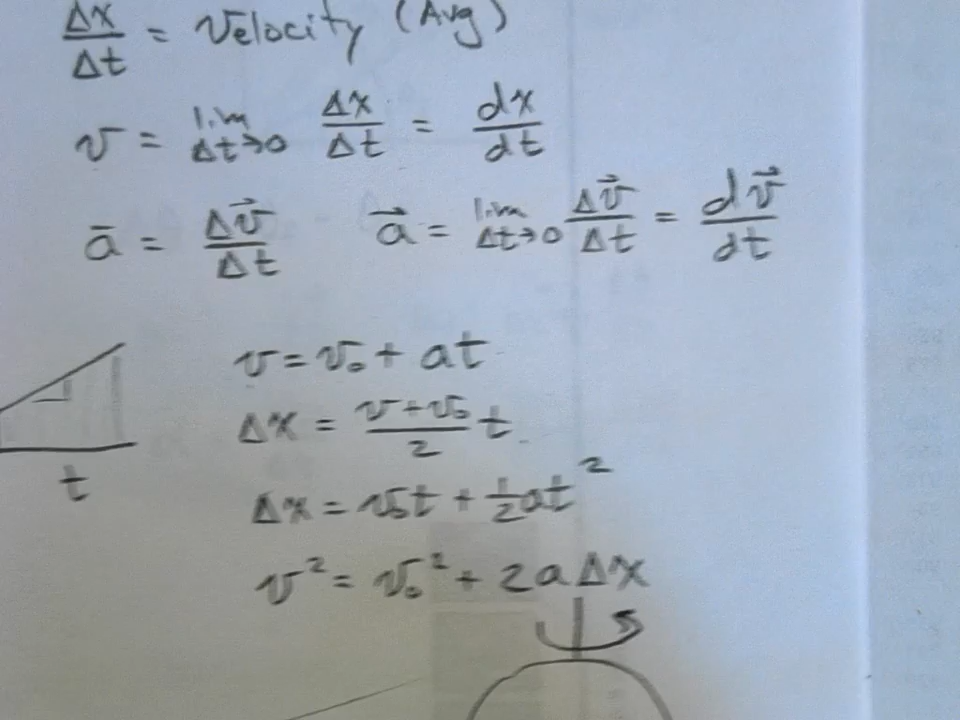 Δx/Δt = Velocity (Avg)
v = lim Δt→0 Δx/Δt = dx/dt
ā = Δv⃗/Δt   a⃗ = lim Δt→0 Δv⃗/Δt = dv⃗/dt
v = v₀ + at
Δx = (v + v₀)/2 t
t
Δx = v₀t + ½at²
v² = v₀² + 2aΔx